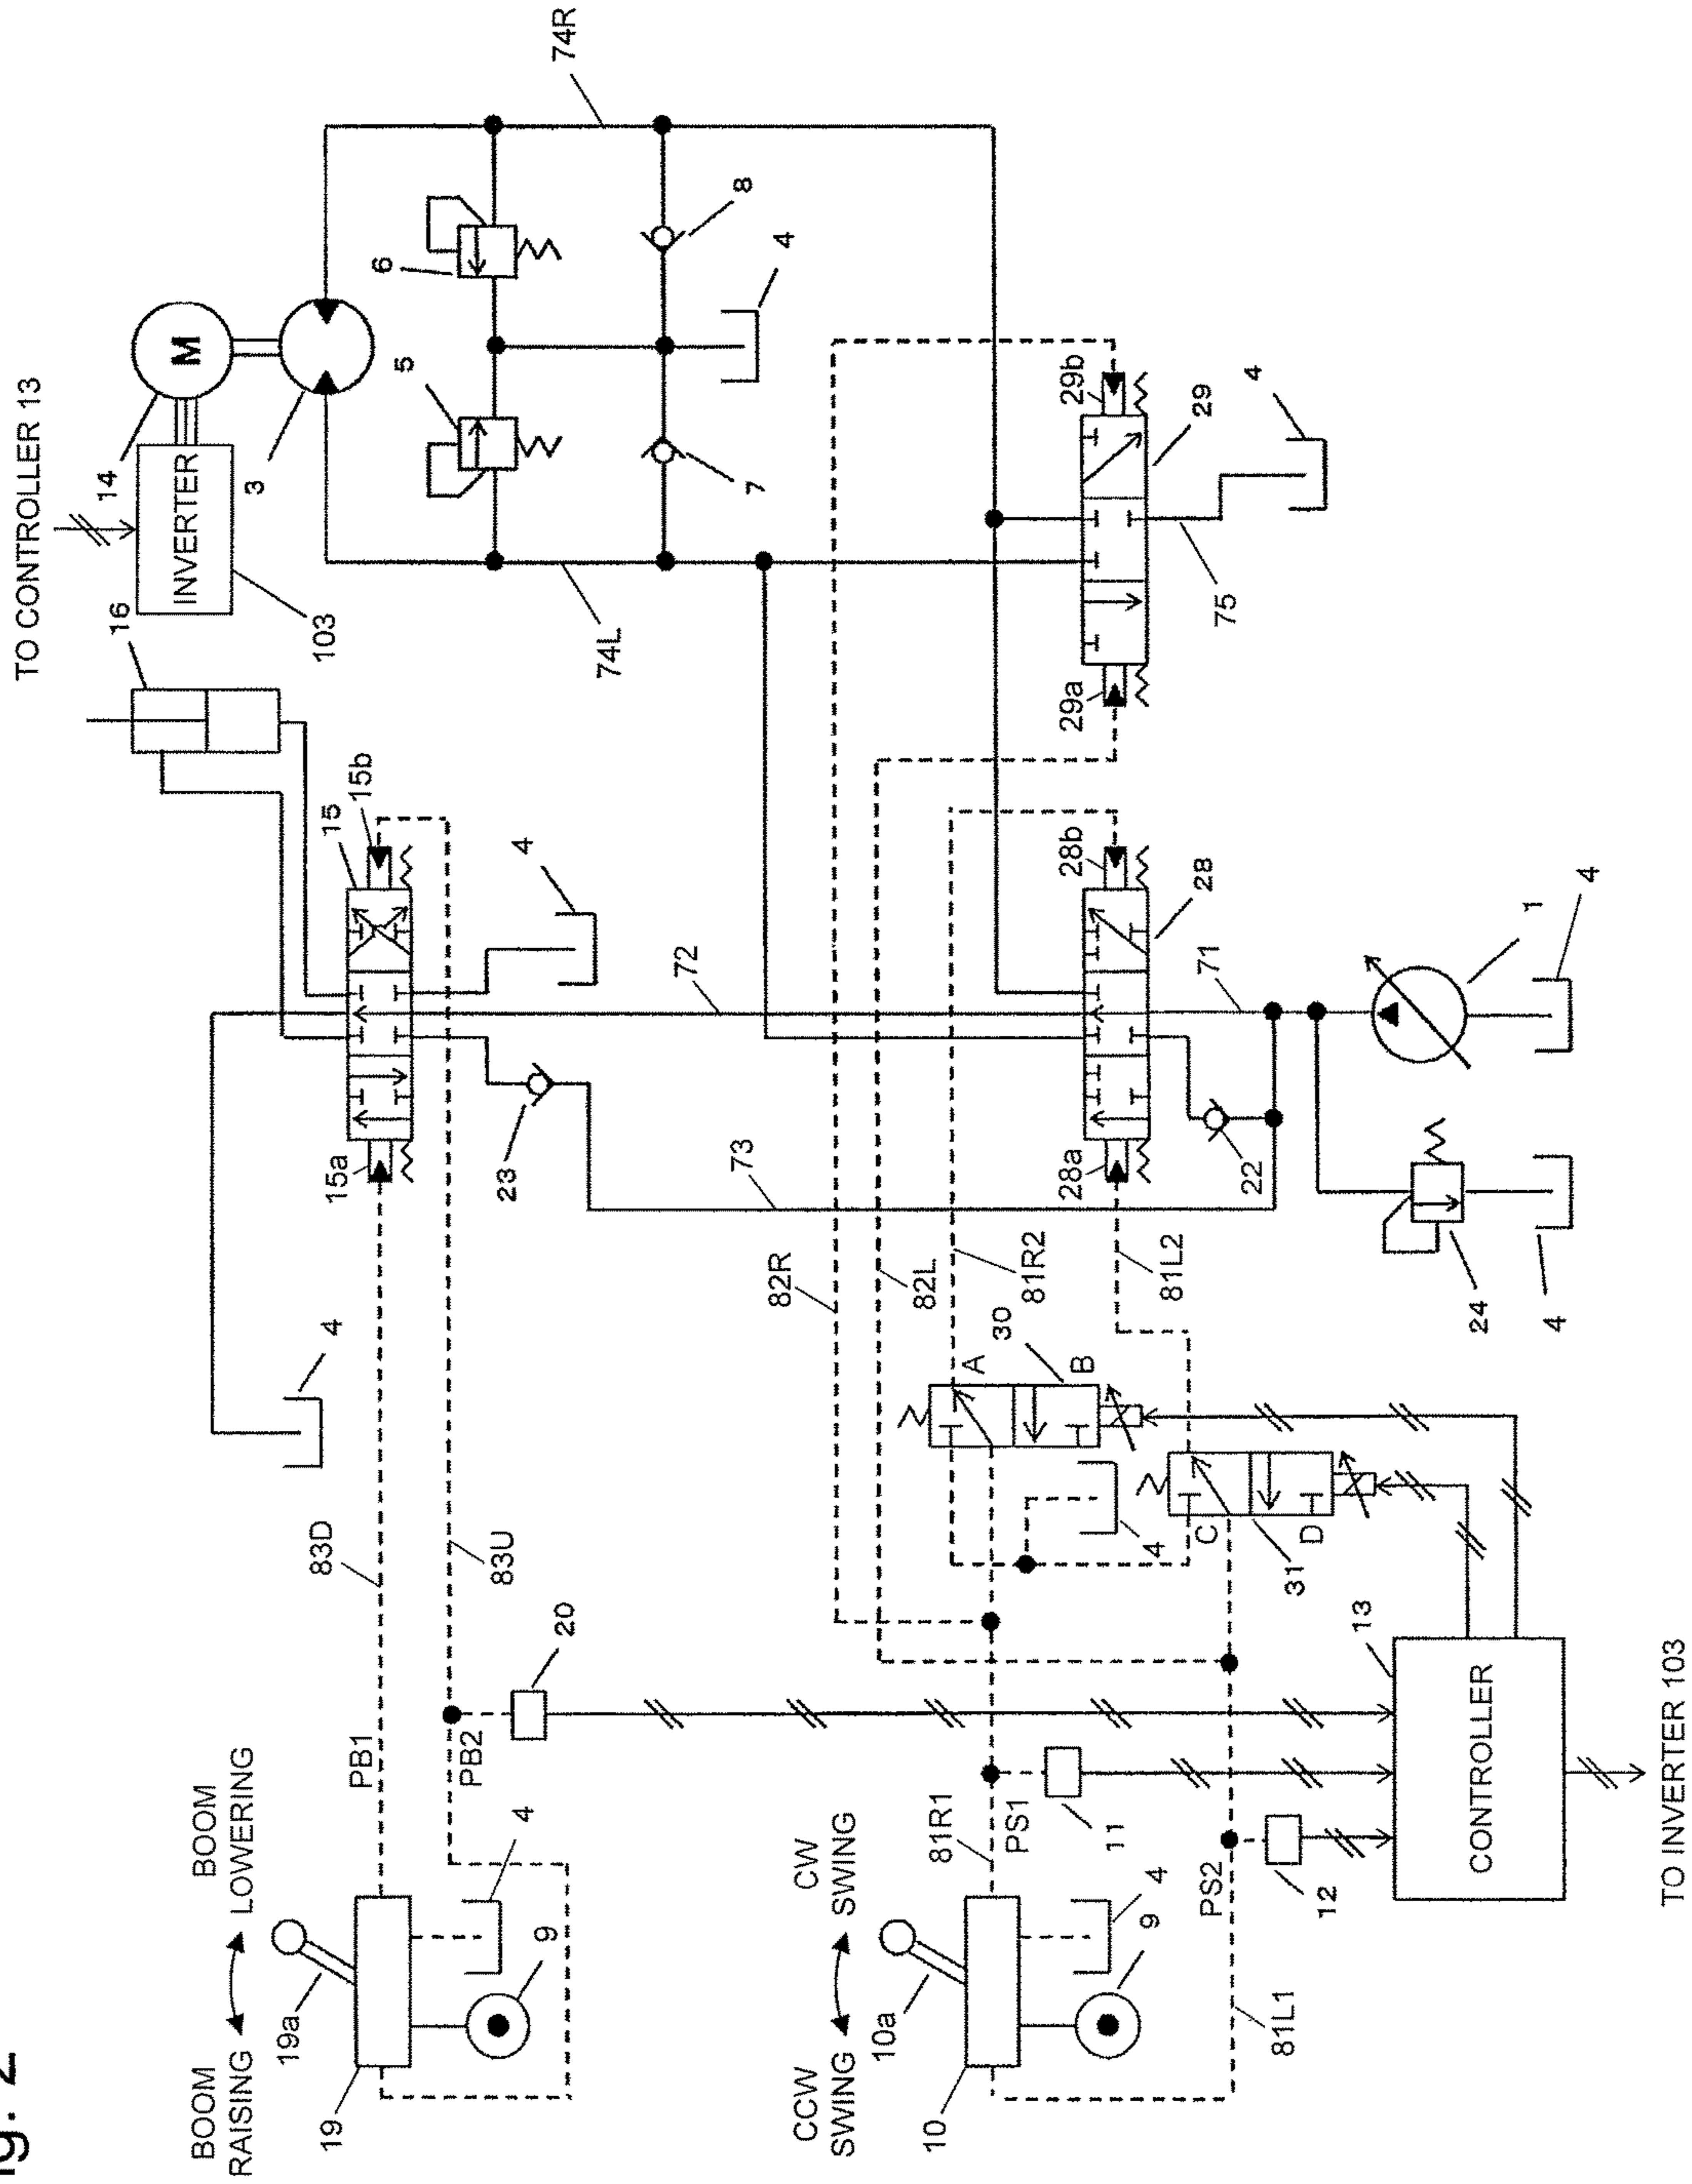 TO CONTROLLER 13
74R
14
M
INVERTER
3
103
16
6
5
8
4
7
74L
15
15b
15a
4
4
72
23
73
83D
83U
20
PB1
PB2
BOOM
RAISING
BOOM
LOWERING
19a
19
4
9
29b
29
4
29a
75
28b
28
71
1
4
28a
22
24
4
82R
82L
81R2
81L2
30
A
B
4
C
D
31
13
CONTROLLER
81R1
PS1
11
PS2
12
CCW
SWING
CW
SWING
10a
10
4
9
81L1
TO INVERTER 103